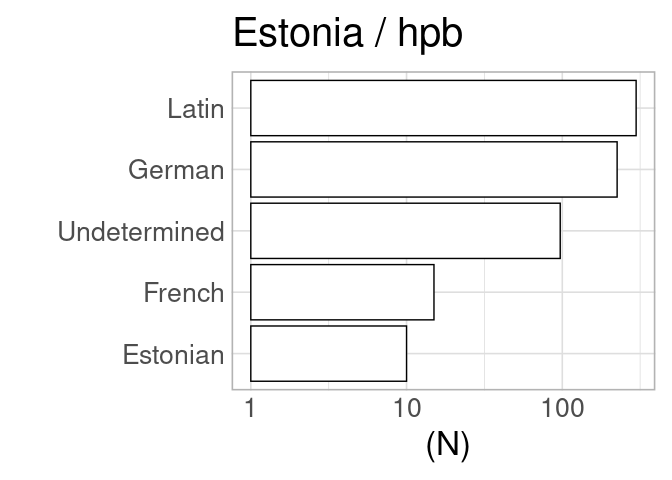 Estonia / hpb
Latin
German
Undetermined
French
Estonian
1 10 100
(N)